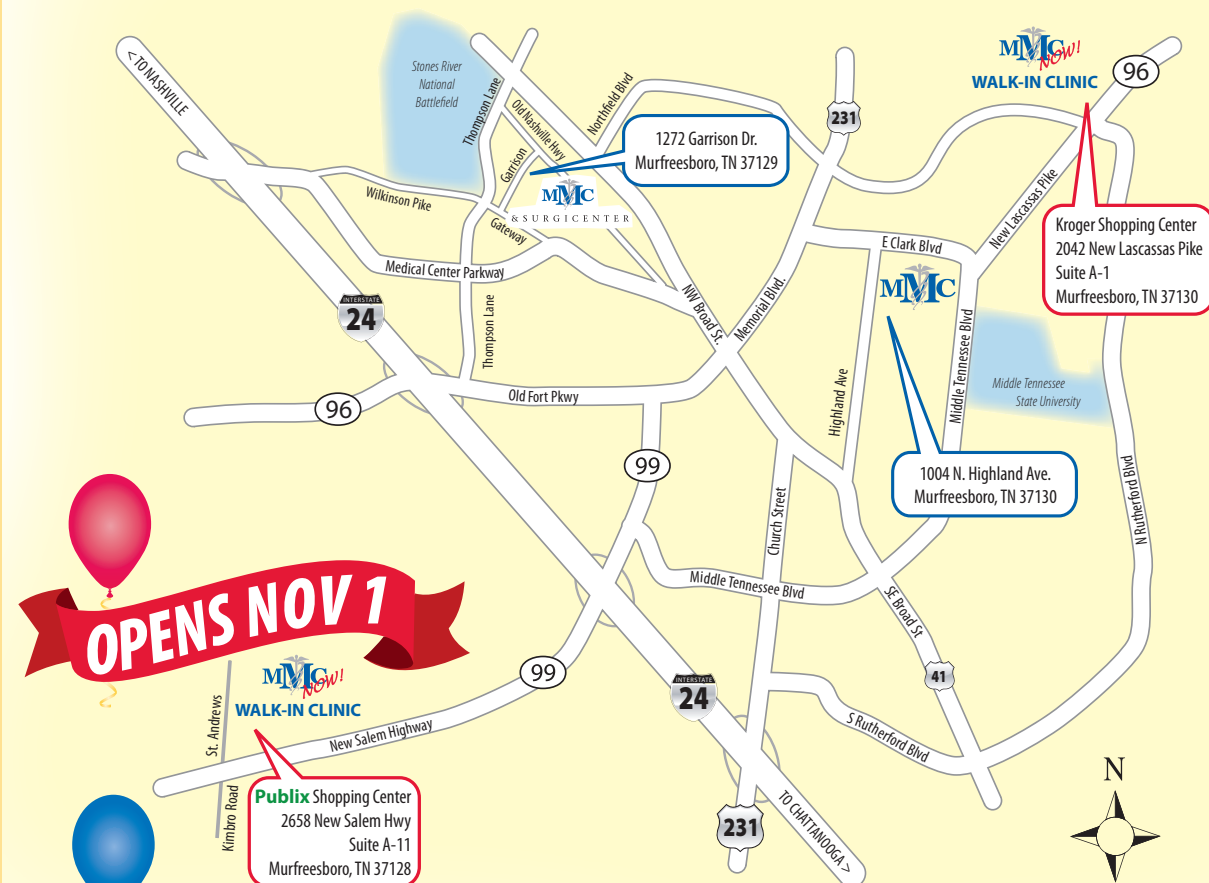 < TO NASHVILLE
Stones River
National
Battlefield
Thompson Lane
Old Nashville Hwy
Northfield Blvd
Garrison
1272 Garrison Dr.
Murfreesboro, TN 37129
231
MMC
NOW!
WALK-IN CLINIC
96
Wilkinson Pike
MMC
& SURGICENTER
Gateway
Medical Center Parkway
E Clark Blvd
New Lascassas Pike
Kroger Shopping Center
2042 New Lascassas Pike
Suite A-1
Murfreesboro, TN 37130
MMC
INTERSTATE
24
Thompson Lane
NW Broad St.
Memorial Blvd.
Highland Ave
Middle Tennessee Blvd
Middle Tennessee
State University
96
Old Fort Pkwy
99
1004 N. Highland Ave.
Murfreesboro, TN 37130
Church Street
N Rutherford Blvd
Middle Tennessee Blvd
SE Broad St
OPENS NOV 1
MMC
NOW!
WALK-IN CLINIC
99
INTERSTATE
24
41
St. Andrews
New Salem Highway
S Rutherford Blvd
Kimbro Road
Publix Shopping Center
2658 New Salem Hwy
Suite A-11
Murfreesboro, TN 37128
231
TO CHATTANOOGA >
N